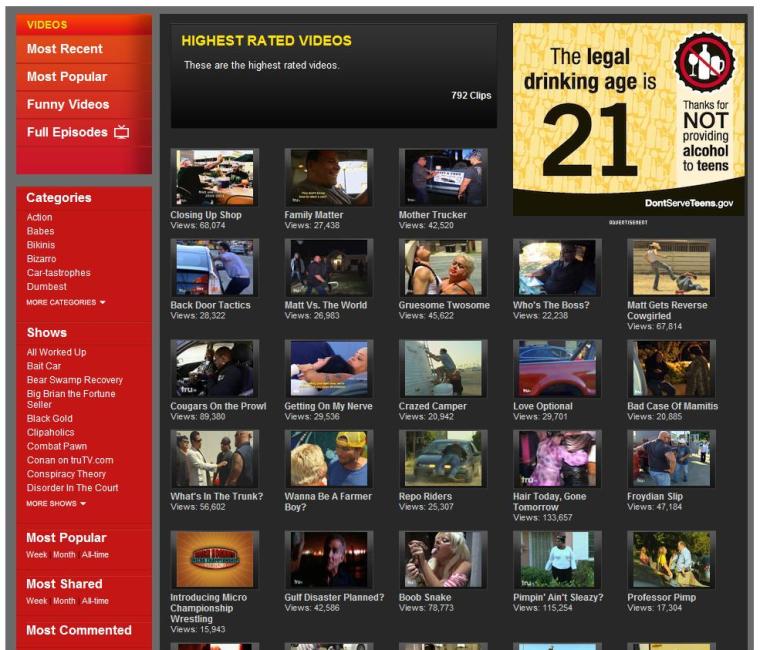 VIDEOS
Most Recent
Most Popular
Funny Videos
Full Episodes
Categories
Action
Babes
Bikinis
Bizarro
Car-tastrophes
Dumbest
MORE CATEGORIES
Shows
All Worked Up
Bait Car
Bear Swamp Recovery
Big Brian the Fortune
Seller
Black Gold
Clipaholics
Combat Pawn
Conan on truTV.com
Conspiracy Theory
Disorder In The Court
MORE SHOWS
Most Popular
Week | Month | All-time
Most Shared
Week | Month | All-time
Most Commented
HIGHEST RATED VIDEOS
These are the highest rated videos.
792 Clips
The legal
drinking age is
21
Thanks for
NOT
providing
alcohol
to teens
DontServeTeens.gov
ADVERTISEMENT
Closing Up Shop
Views: 68,074
Family Matter
Views: 27,438
Mother Trucker
Views: 42,520
Back Door Tactics
Views: 28,322
Matt Vs. The World
Views: 26,983
Gruesome Twosome
Views: 45,622
Who's The Boss?
Views: 22,238
Matt Gets Reverse
Cowgirled
Views: 67,814
Cougars On the Prowl
Views: 89,380
Getting On My Nerve
Views: 29,536
Crazed Camper
Views: 20,942
Love Optional
Views: 29,701
Bad Case Of Mamitis
Views: 20,885
What's In The Trunk?
Views: 56,602
Wanna Be A Farmer
Boy?
Repo Riders
Views: 25,307
Hair Today, Gone
Tomorrow
Views: 133,657
Froydian Slip
Views: 47,184
Introducing Micro
Championship
Wrestling
Views: 15,943
Gulf Disaster Planned?
Views: 42,586
Boob Snake
Views: 78,773
Pimpin' Ain't Sleazy?
Views: 115,254
Professor Pimp
Views: 17,304